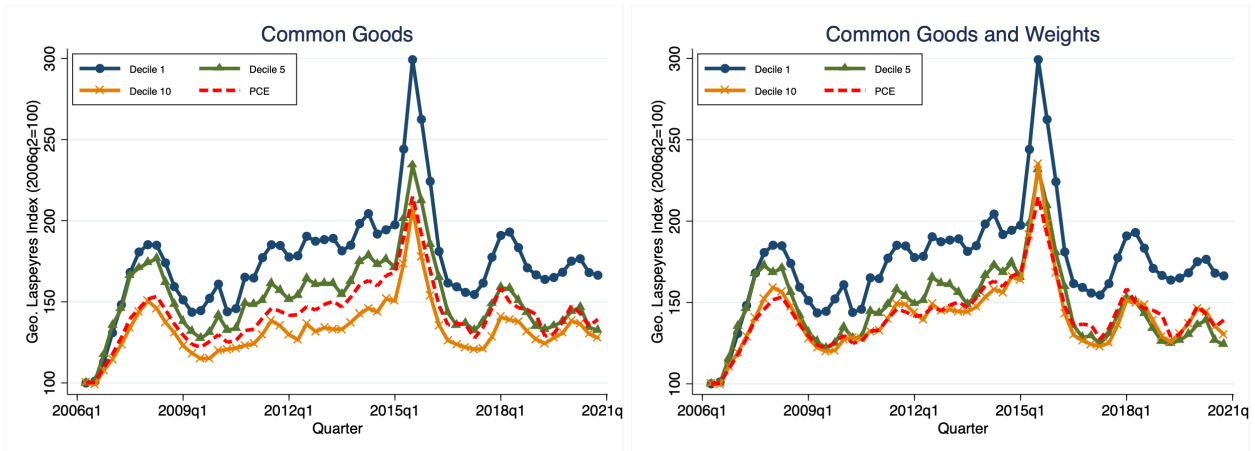 Common Goods
Geo. Laspeyres Index (2006q2=100)
300
250
200
150
100
Decile 1
Decile 5
Decile 10
PCE
2006q1
2009q1
2012q1
2015q1
2018q1
2021q
Quarter
Common Goods and Weights
Geo. Laspeyres Index (2006q2=100)
300
250
200
150
100
Decile 1
Decile 5
Decile 10
PCE
2006q1
2009q1
2012q1
2015q1
2018q1
2021q
Quarter